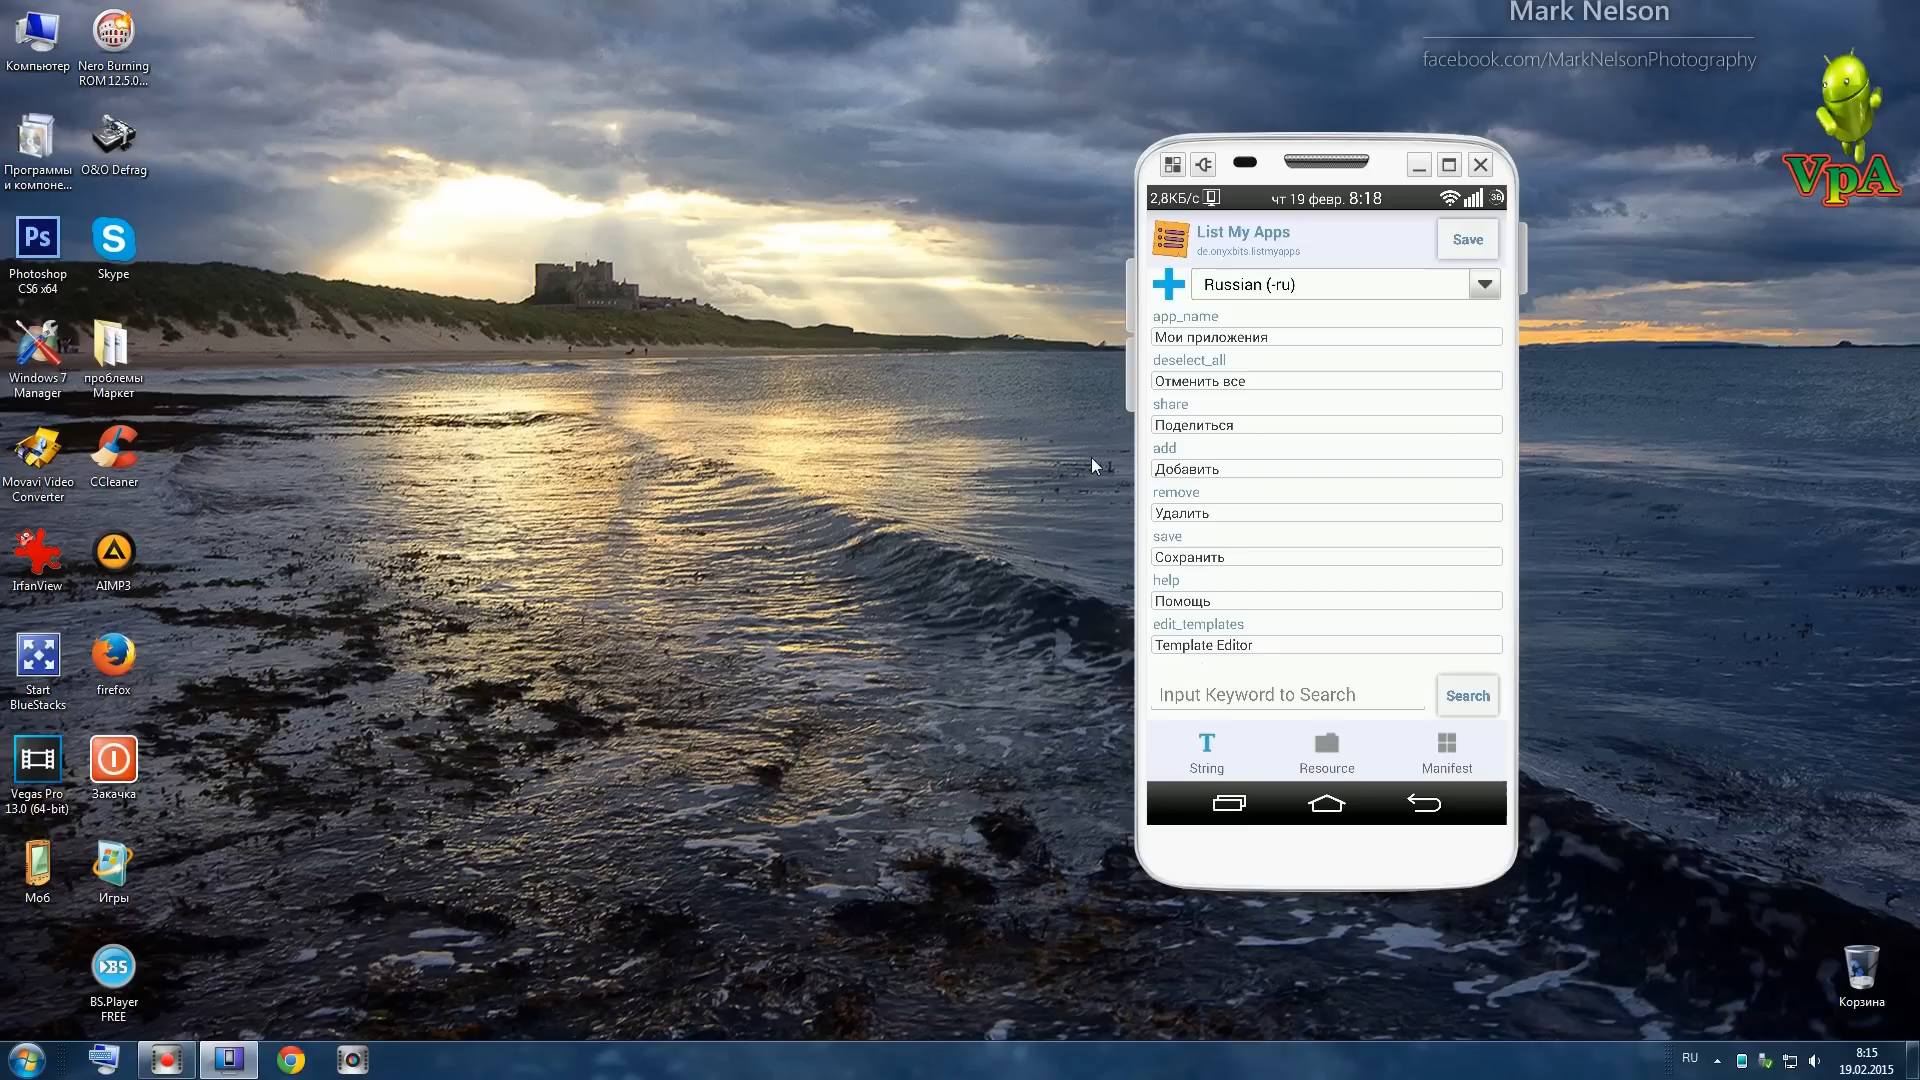 Mark Nelson
facebook.com/MarkNelsonPhotography
VpA
Компьютер
Nero Burning
ROM 12.5.0...
Программы
и компоне...
O&O Defrag
Ps
Photoshop
CS6 x64
Skype
Windows 7
Manager
проблемы
Маркет
Movavi Video
Converter
CCleaner
IrfanView
AIMP3
Start
BlueStacks
firefox
Vegas Pro
13.0 (64-bit)
Закачка
Моб
Игры
BS
BS.Player
FREE
Корзина
2,8КБ/с
чт 19 февр. 8:18
36
List My Apps
de.onyxbits.listmyapps
Save
Russian (-ru)
app_name
Мои приложения
deselect_all
Отменить все
share
Поделиться
add
Добавить
remove
Удалить
save
Сохранить
help
Помощь
edit_templates
Template Editor
Input Keyword to Search
Search
String
Resource
Manifest
RU
8:15
19.02.2015